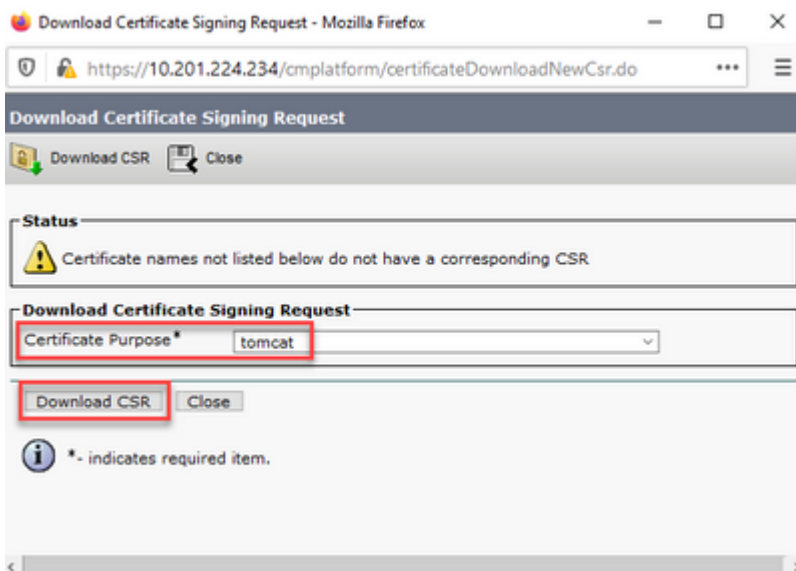 Download Certificate Signing Request - Mozilla Firefox
https://10.201.224.234/cmplatform/certificateDownloadNewCsr.do
Download Certificate Signing Request
Download CSR Close
Status
Certificate names not listed below do not have a corresponding CSR
Download Certificate Signing Request
Certificate Purpose* tomcat
Download CSR Close
*- indicates required item.